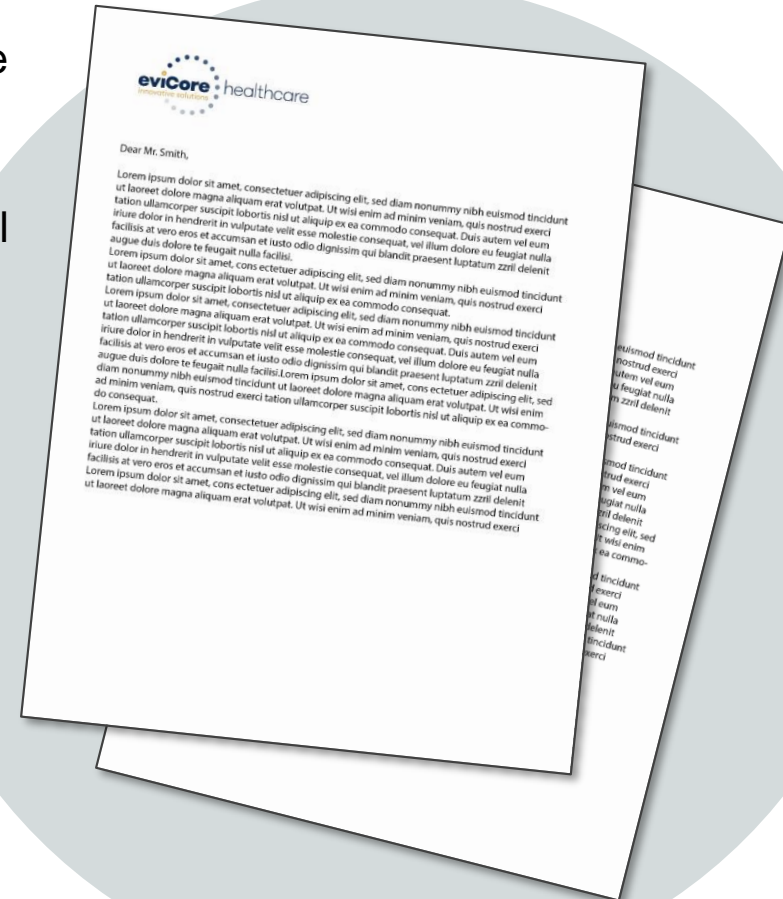 e
l
eviCore healthcare
innovative solutions
Dear Mr. Smith,
Lorem ipsum dolor sit amet, consectetuer adipiscing elit, sed diam nonummy nibh euismod tincidunt
ut laoreet dolore magna aliquam erat volutpat. Ut wisi enim ad minim veniam, quis nostrud exerci
tation ullamcorper suscipit lobortis nisl ut aliquip ex ea commodo consequat. Duis autem vel eum
iriure dolor in hendrerit in vulputate velit esse molestie consequat, vel illum dolore eu feugiat nulla
facilisis at vero eros et accumsan et iusto odio dignissim qui blandit praesent luptatum zzril delenit
augue duis dolore te feugait nulla facilisi.
Lorem ipsum dolor sit amet, cons ectetuer adipiscing elit, sed diam nonummy nibh euismod tincidunt
ut laoreet dolore magna aliquam erat volutpat. Ut wisi enim ad minim veniam, quis nostrud exerci
tation ullamcorper suscipit lobortis nisl ut aliquip ex ea commodo consequat.
Lorem ipsum dolor sit amet, consectetuer adipiscing elit, sed diam nonummy nibh euismod tincidunt
ut laoreet dolore magna aliquam erat volutpat. Ut wisi enim ad minim veniam, quis nostrud exerci
tation ullamcorper suscipit lobortis nisl ut aliquip ex ea commodo consequat. Duis autem vel eum
iriure dolor in hendrerit in vulputate velit esse molestie consequat, vel illum dolore eu feugiat nulla
facilisis at vero eros et accumsan et iusto odio dignissim qui blandit praesent luptatum zzril delenit
augue duis dolore te feugait nulla facilisi.Lorem ipsum dolor sit amet, cons ectetuer adipiscing elit, sed
diam nonummy nibh euismod tincidunt ut laoreet dolore magna aliquam erat volutpat. Ut wisi enim
ad minim veniam, quis nostrud exerci tation ullamcorper suscipit lobortis nisl ut aliquip ex ea commo-
do consequat.
Lorem ipsum dolor sit amet, consectetuer adipiscing elit, sed diam nonummy nibh euismod tincidunt
ut laoreet dolore magna aliquam erat volutpat. Ut wisi enim ad minim veniam, quis nostrud exerci
tation ullamcorper suscipit lobortis nisl ut aliquip ex ea commodo consequat. Duis autem vel eum
iriure dolor in hendrerit in vulputate velit esse molestie consequat, vel illum dolore eu feugiat nulla
facilisis at vero eros et accumsan et iusto odio dignissim qui blandit praesent luptatum zzril delenit
Lorem ipsum dolor sit amet, cons ectetuer adipiscing elit, sed diam nonummy nibh euismod tincidunt
ut laoreet dolore magna aliquam erat volutpat. Ut wisi enim ad minim veniam, quis nostrud exerci
euismod tincidunt
nostrud exerci
utem vel eum
u feugiat nulla
m zzril delenit
uismod tincidunt
ostrud exerci
mod tincidunt
trud exerci
m vel eum
ugiat nulla
ril delenit
scing elit, sed
t wisi enim
ea commo-
d tincidunt
exerci
el eum
at nulla
delenit
tincidunt
xerci